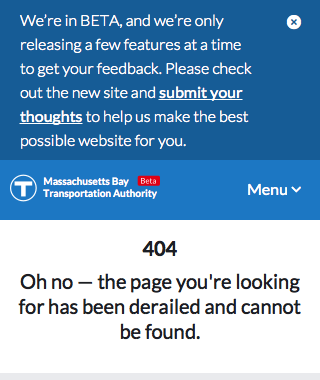 We're in BETA, and we're only
releasing a few features at a time
to get your feedback. Please check
out the new site and submit your
thoughts to help us make the best
possible website for you.
T
Massachusetts Bay Beta
Transportation Authority
Menu
404
Oh no — the page you're looking
for has been derailed and cannot
be found.